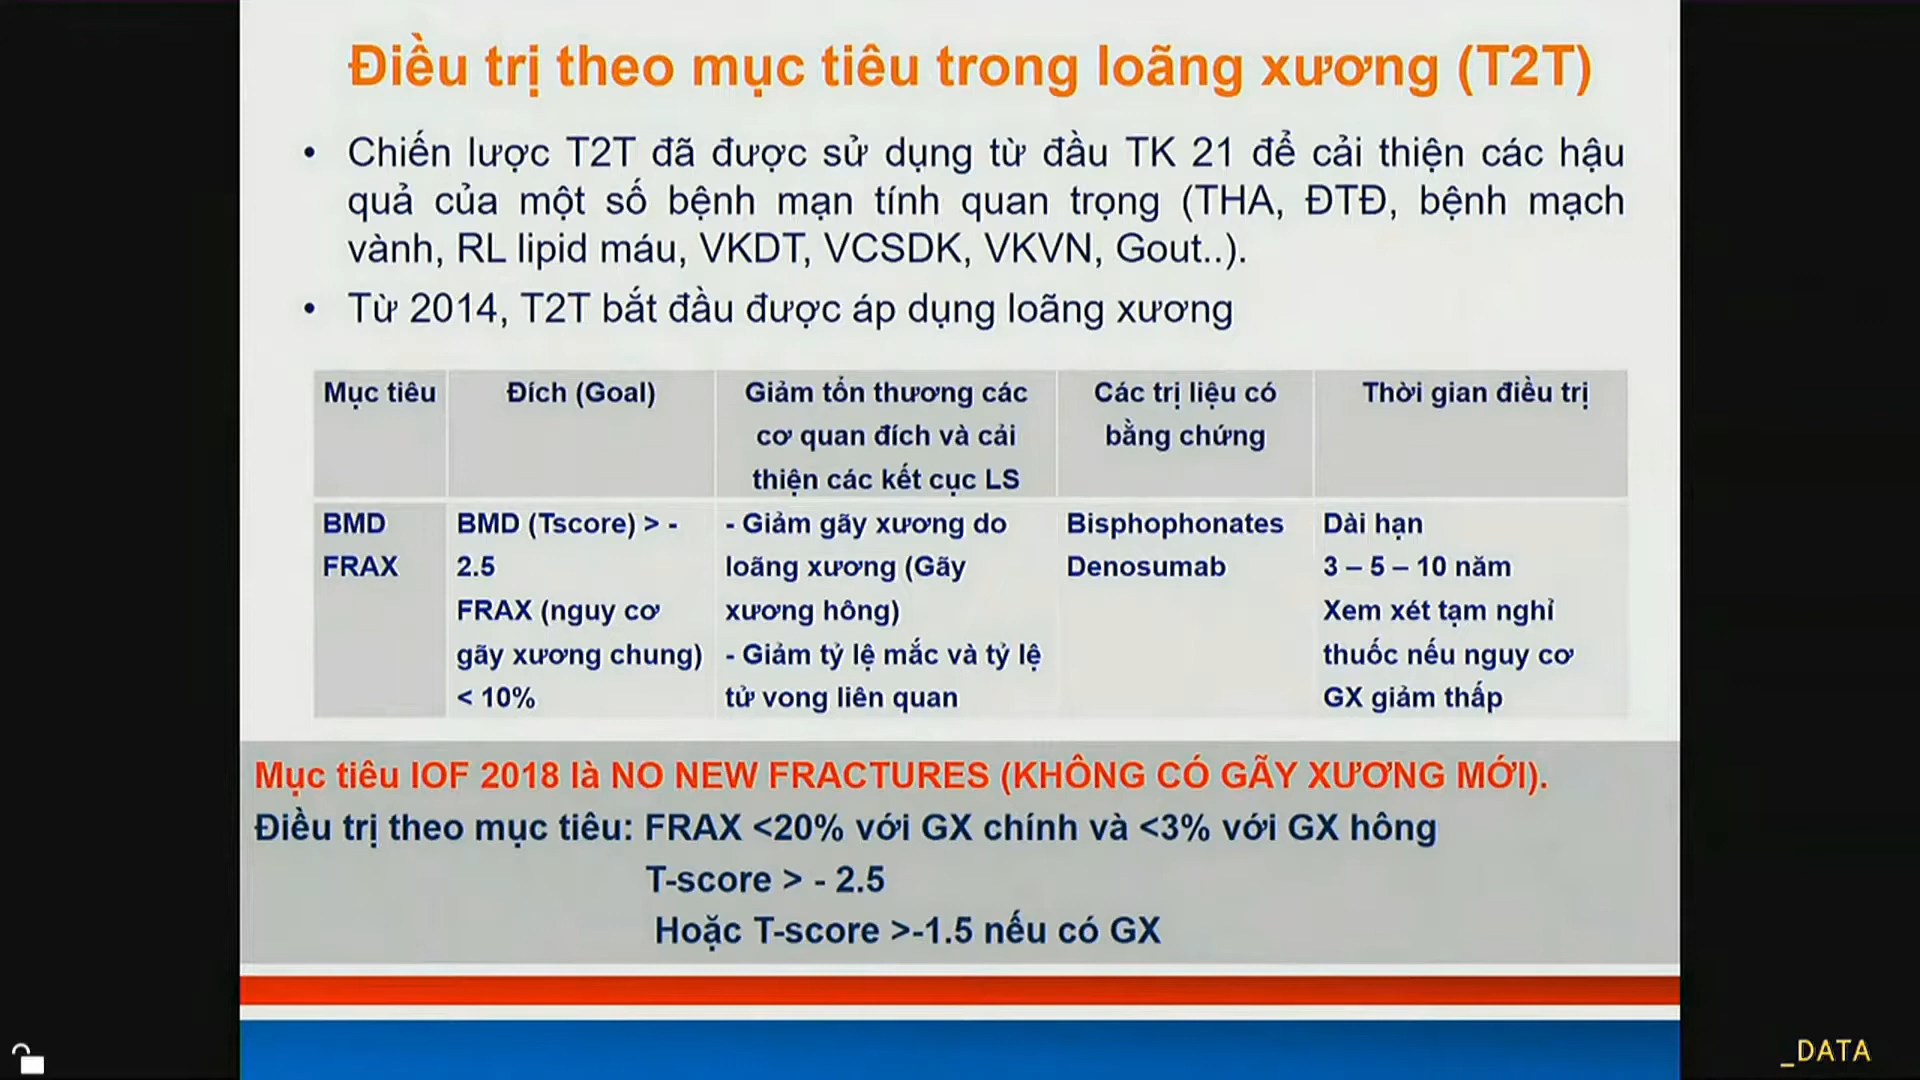 Điều trị theo mục tiêu trong loãng xương (T2T)
• Chiến lược T2T đã được sử dụng từ đầu TK 21 để cải thiện các hậu
quả của một số bệnh mạn tính quan trọng (THA, ĐTĐ, bệnh mạch
vành, RL lipid máu, VKDT, VCSDK, VKVN, Gout..).
• Từ 2014, T2T bắt đầu được áp dụng loãng xương
Mục tiêu
Đích (Goal)
Giảm tổn thương các
cơ quan đích và cải
thiện các kết cục LS
Các trị liệu có
bằng chứng
Thời gian điều trị
BMD
FRAX
BMD (Tscore) > -
2.5
FRAX (nguy cơ
gãy xương chung)
< 10%
- Giảm gãy xương do
loãng xương (Gãy
xương hông)
- Giảm tỷ lệ mắc và tỷ lệ
tử vong liên quan
Bisphophonates
Denosumab
Dài hạn
3 – 5 – 10 năm
Xem xét tạm nghỉ
thuốc nếu nguy cơ
GX giảm thấp
Mục tiêu IOF 2018 là NO NEW FRACTURES (KHÔNG CÓ GÃY XƯƠNG MỚI).
Điều trị theo mục tiêu: FRAX <20% với GX chính và <3% với GX hông
T-score > - 2.5
Hoặc T-score >-1.5 nếu có GX
_DATA